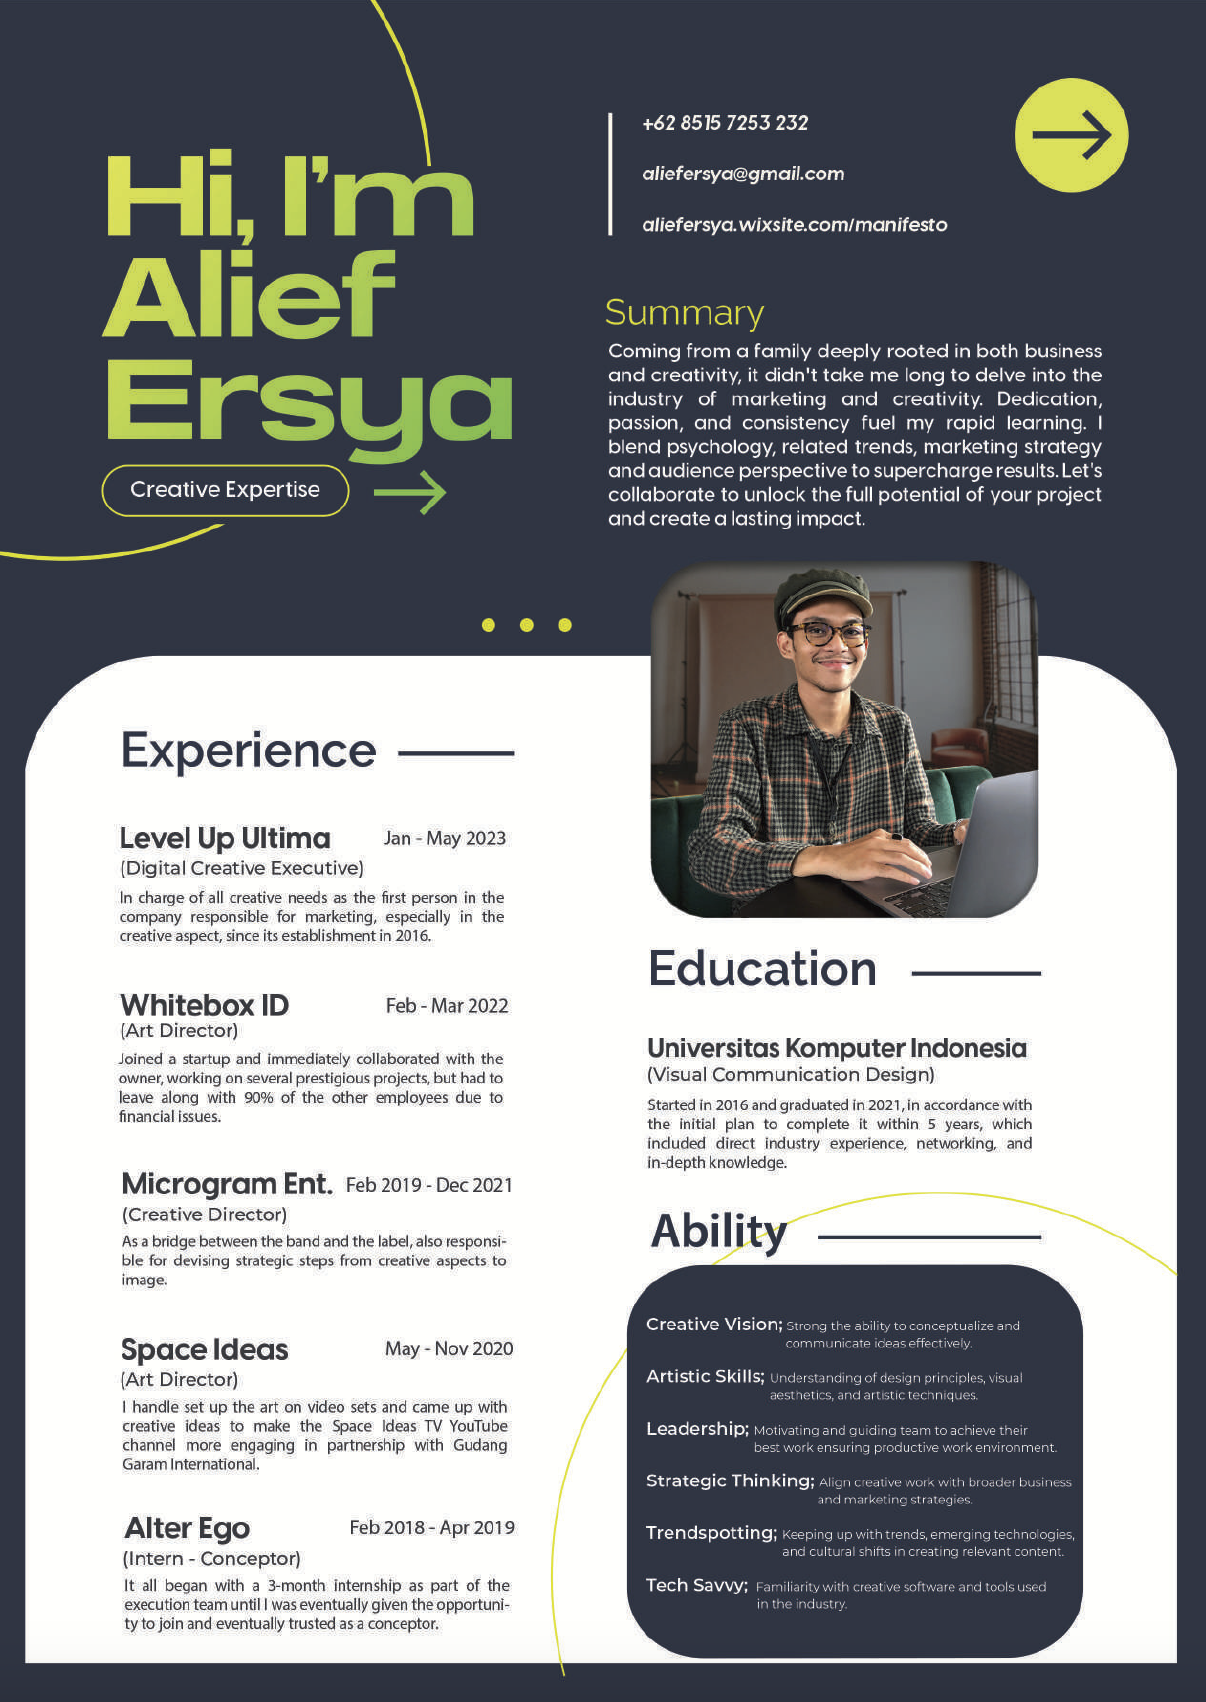 Hi, I'm
Alief
Ersya
Creative Expertise
+62 8515 7253 232
aliefersya@gmail.com
aliefersya.wixsite.com/manifesto
Summary
Coming from a family deeply rooted in both business
and creativity, it didn't take me long to delve into the
industry of marketing and creativity. Dedication,
passion, and consistency fuel my rapid learning. I
blend psychology, related trends, marketing strategy
and audience perspective to supercharge results. Let's
collaborate to unlock the full potential of your project
and create a lasting impact.
Experience
Level Up Ultima Jan - May 2023
(Digital Creative Executive)
In charge of all creative needs as the first person in the
company responsible for marketing, especially in the
creative aspect, since its establishment in 2016.
Whitebox ID Feb - Mar 2022
(Art Director)
Joined a startup and immediately collaborated with the
owner, working on several prestigious projects, but had to
leave along with 90% of the other employees due to
financial issues.
Microgram Ent. Feb 2019 - Dec 2021
(Creative Director)
As a bridge between the band and the label, also responsi-
ble for devising strategic steps from creative aspects to
image.
Space Ideas May - Nov 2020
(Art Director)
I handle set up the art on video sets and came up with
creative ideas to make the Space Ideas TV YouTube
channel more engaging in partnership with Gudang
Garam International.
Alter Ego Feb 2018 - Apr 2019
(Intern - Conceptor)
It all began with a 3-month internship as part of the
execution team until I was eventually given the opportuni-
ty to join and eventually trusted as a conceptor.
Education
Universitas Komputer Indonesia
(Visual Communication Design)
Started in 2016 and graduated in 2021, in accordance with
the initial plan to complete it within 5 years, which
included direct industry experience, networking, and
in-depth knowledge.
Ability
Creative Vision; Strong the ability to conceptualize and
communicate ideas effectively.
Artistic Skills; Understanding of design principles, visual
aesthetics, and artistic techniques.
Leadership; Motivating and guiding team to achieve their
best work ensuring productive work environment.
Strategic Thinking; Align creative work with broader business
and marketing strategies.
Trendspotting; Keeping up with trends, emerging technologies,
and cultural shifts in creating relevant content.
Tech Savvy; Familiarity with creative software and tools used
in the industry.